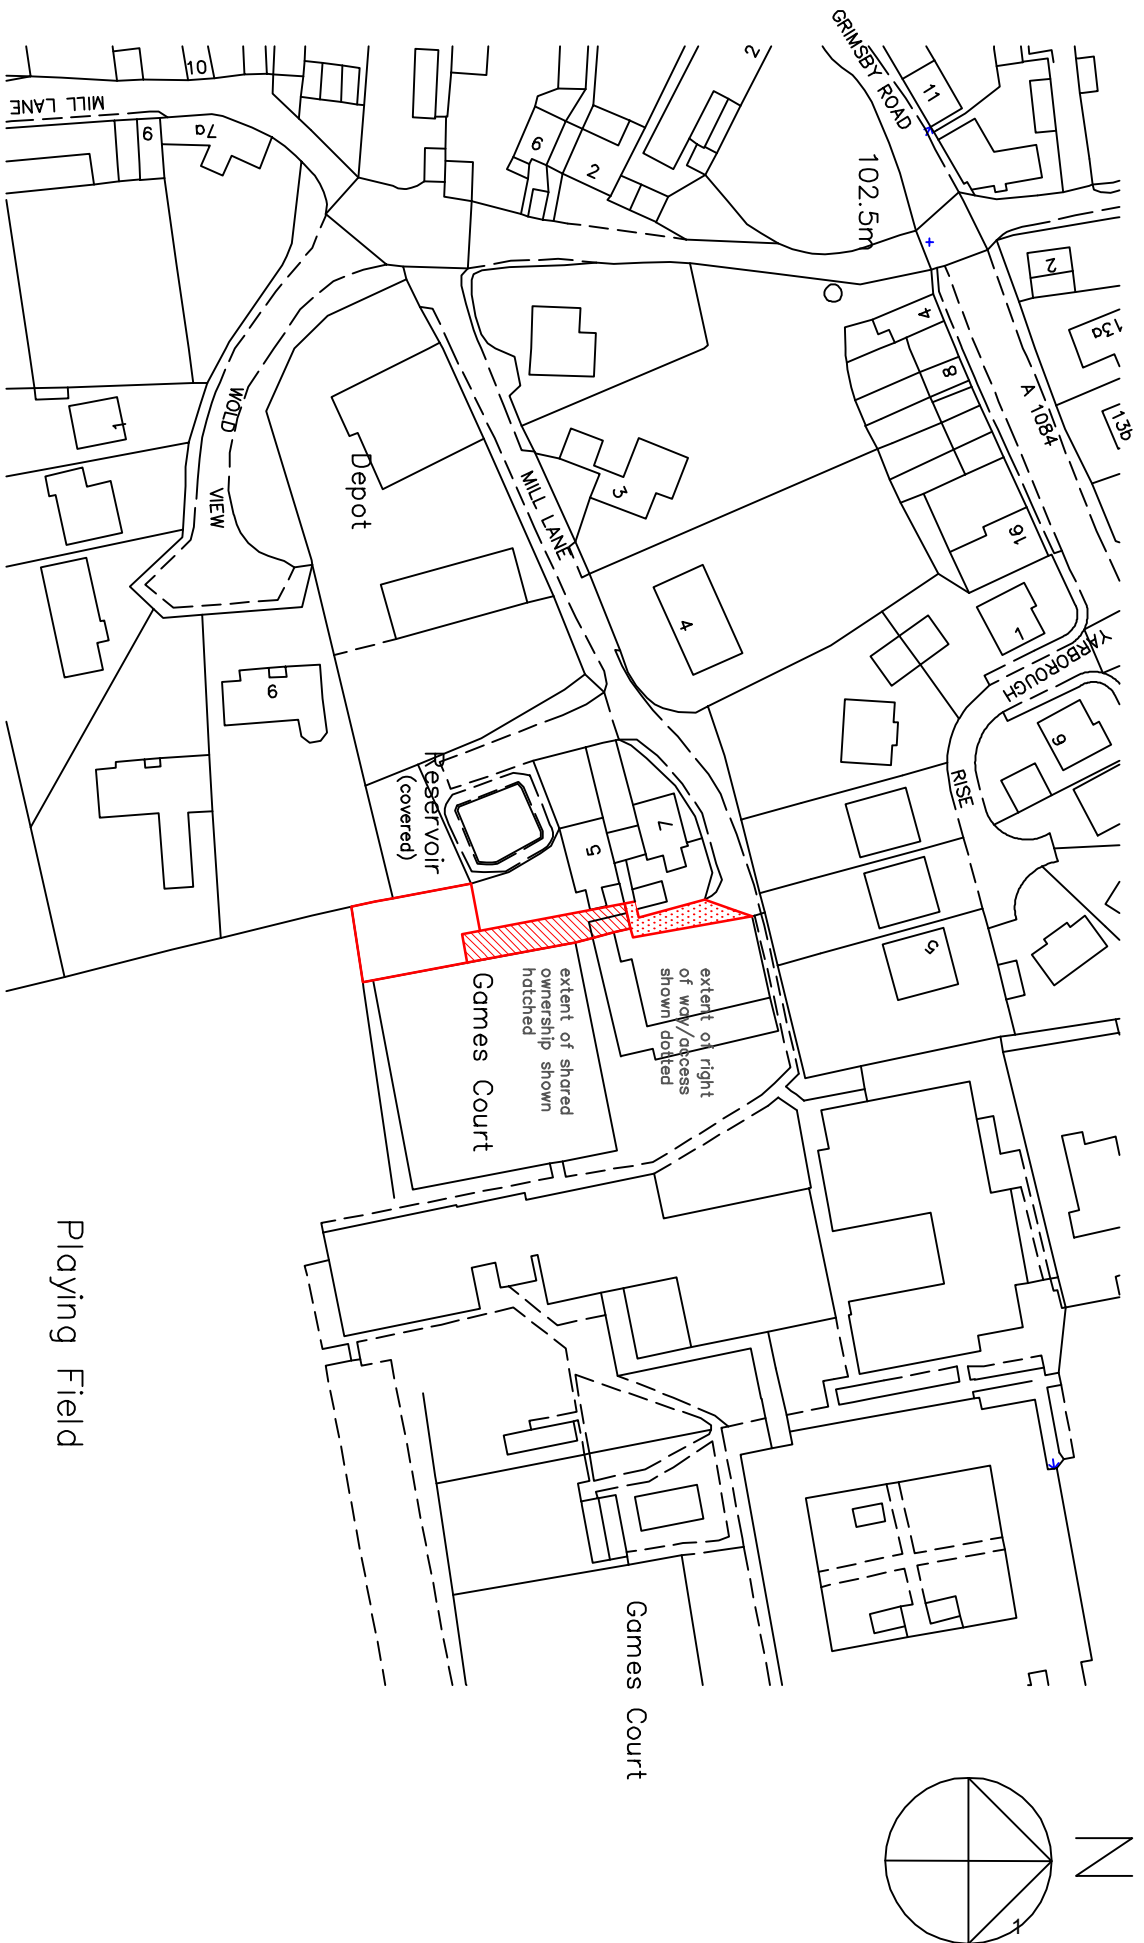 N
1
13b
13a
2
YARBOROUGH
A 1084
16
1
9
RISE
5
8
4
11
GRIMSBY ROAD
102.5m
2
2
9
3
4
MILL LANE
7
5
extent of right
of way/access
shown dotted
extent of shared
ownership shown
hatched
Games Court
Games Court
Reservoir
(covered)
Depot
WOLD
VIEW
9
10
7a
9
MILL LANE
1
Playing Field